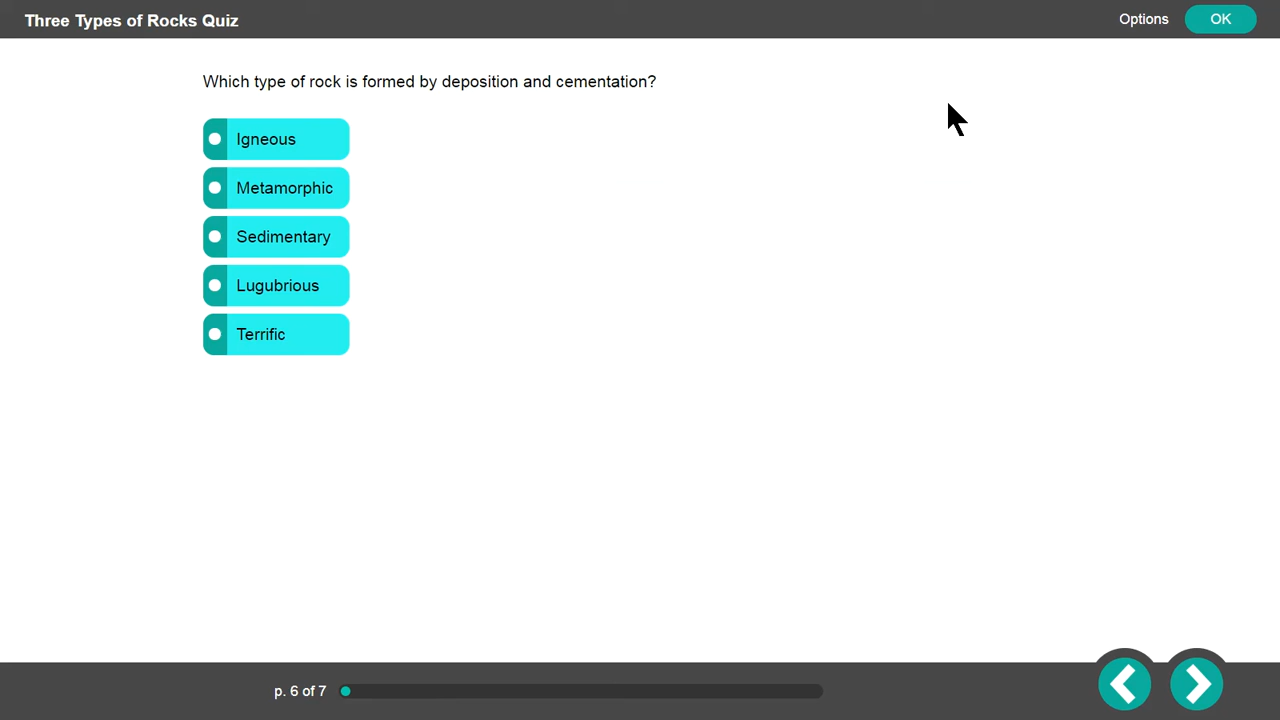 Three Types of Rocks Quiz
Options
OK
Which type of rock is formed by deposition and cementation?
Igneous
Metamorphic
Sedimentary
Lugubrious
Terrific
p. 6 of 7